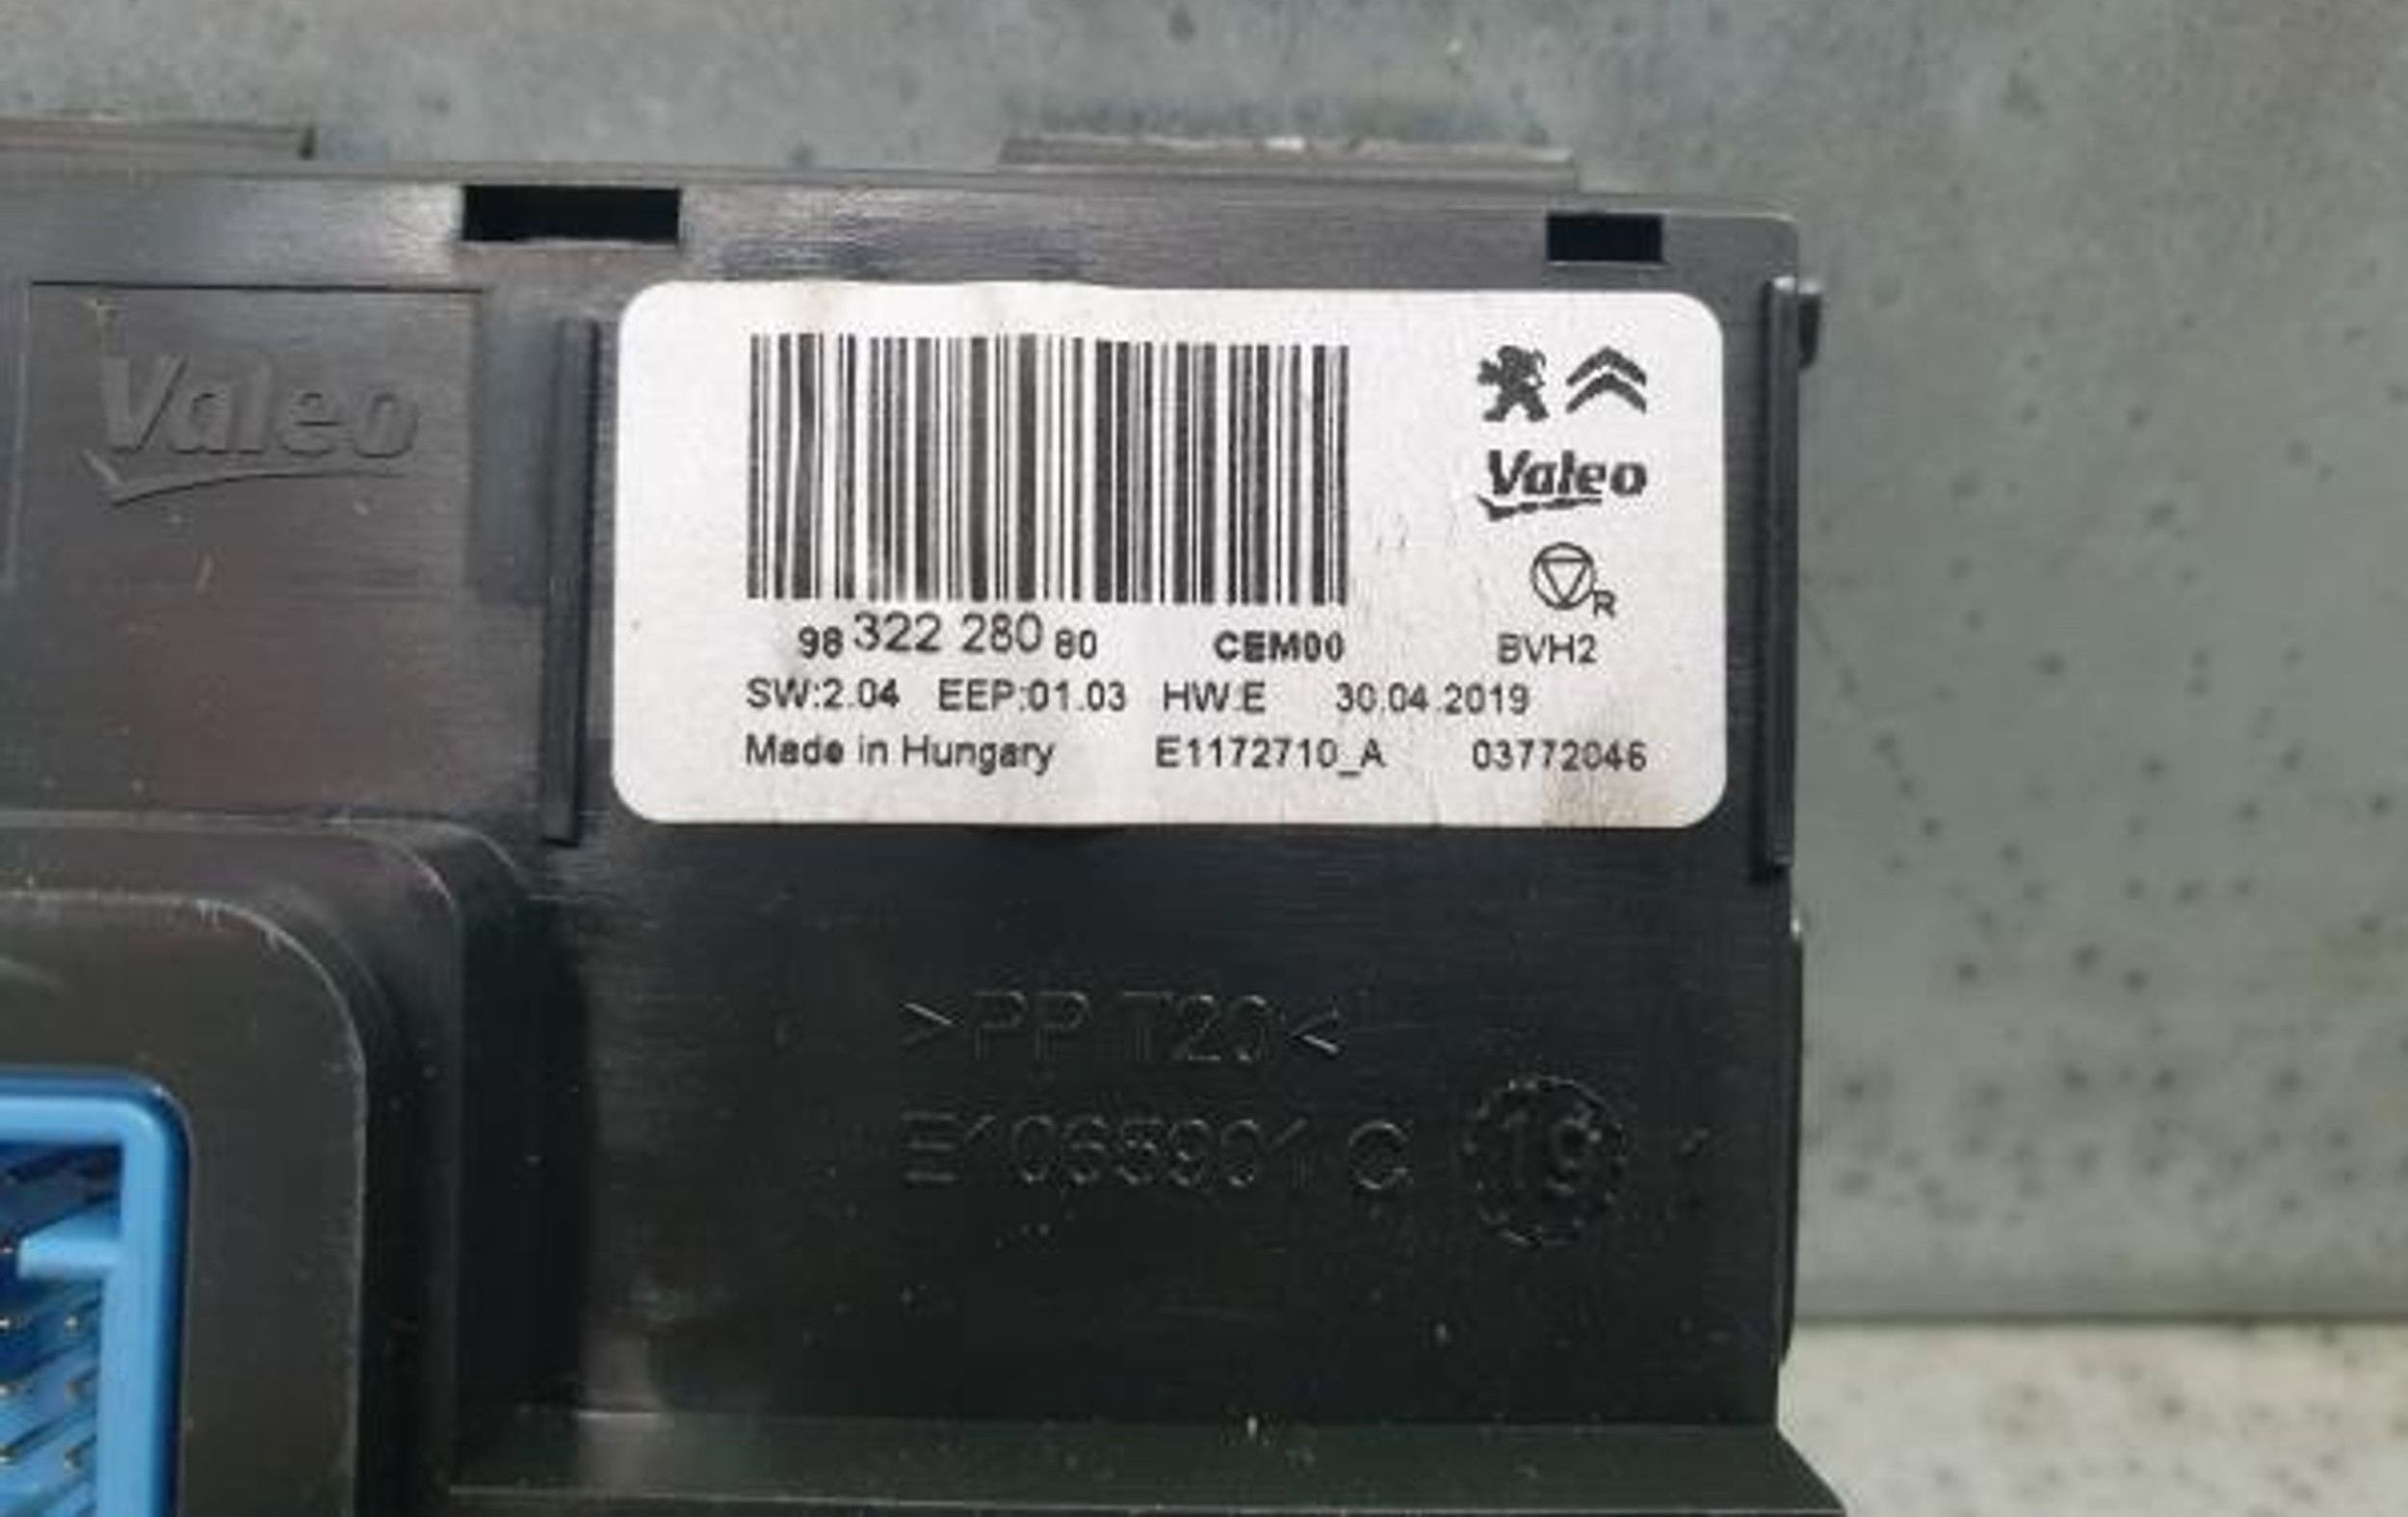 Valeo
Valeo
R
98 322 280 80 CEM00 BVH2
SW:2.04 EEP:01.03 HW:E 30.04.2019
Made in Hungary E1172710_A 03772046
>PP T20<
E1065901 C 19